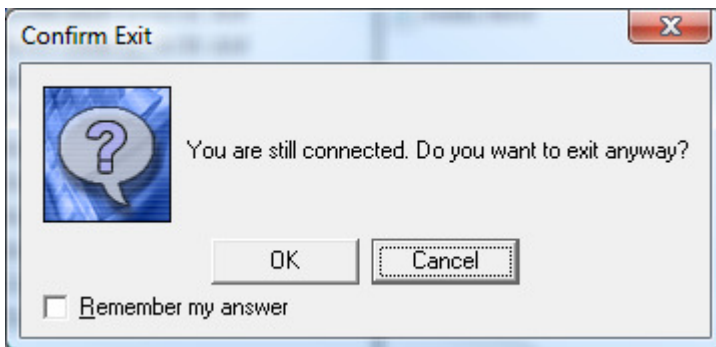 Confirm Exit
You are still connected. Do you want to exit anyway?
OK
Cancel
Remember my answer